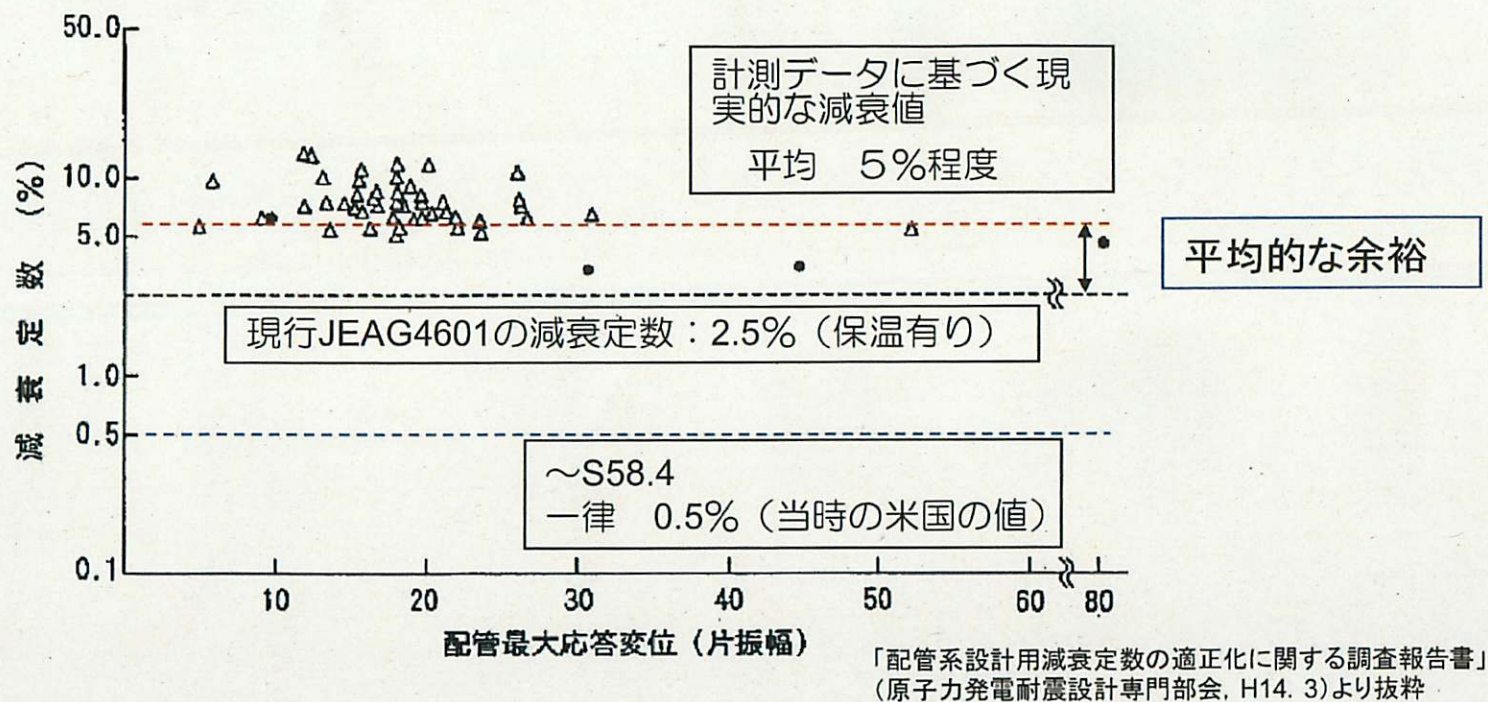 50.0
10.0
5.0
1.0
0.5
0.1
減衰定数(%)
計測データに基づく現
実的な減衰値
平均 5%程度
平均的な余裕
現行JEAG4601の減衰定数:2.5%(保温有り)
~S58.4
一律 0.5%(当時の米国の値)
10 20 30 40 50 60 80
配管最大応答変位(片振幅)
「配管系設計用減衰定数の適正化に関する調査報告書」
(原子力発電耐震設計専門部会, H14. 3)より抜粋